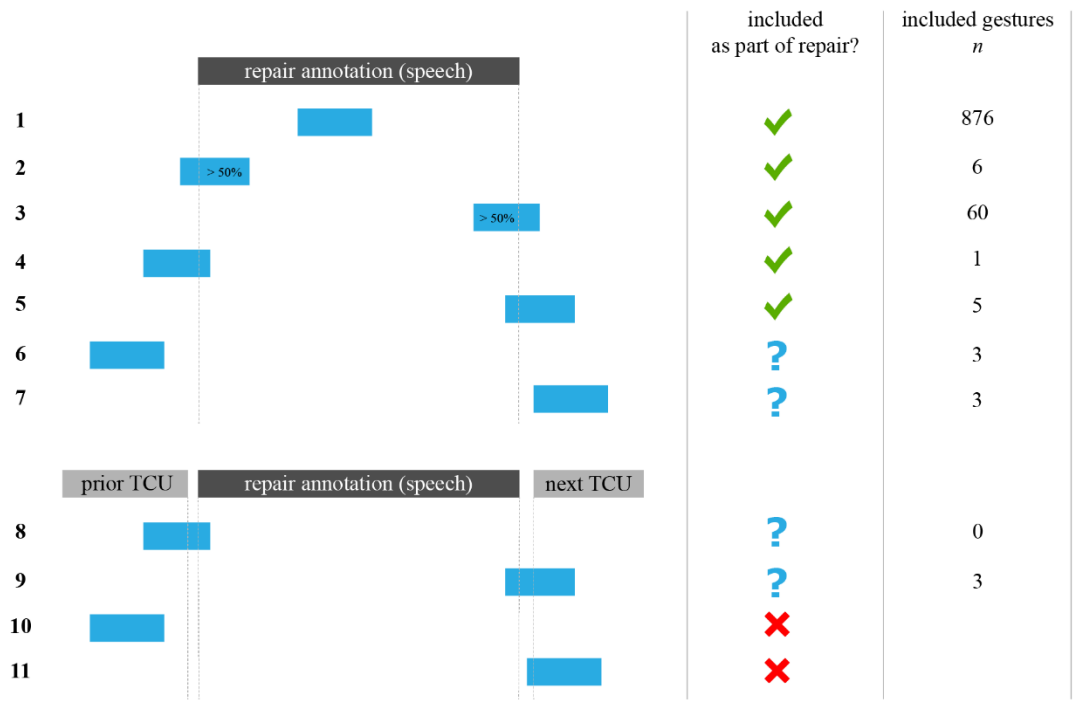 included included gestures
as part of repair? n
repair annotation (speech)
1 876
2 > 50% 6
3 > 50% 60
4 1
5 5
6 ? 3
7 ? 3
prior TCU repair annotation (speech) next TCU
8 ? 0
9 ? 3
10
11